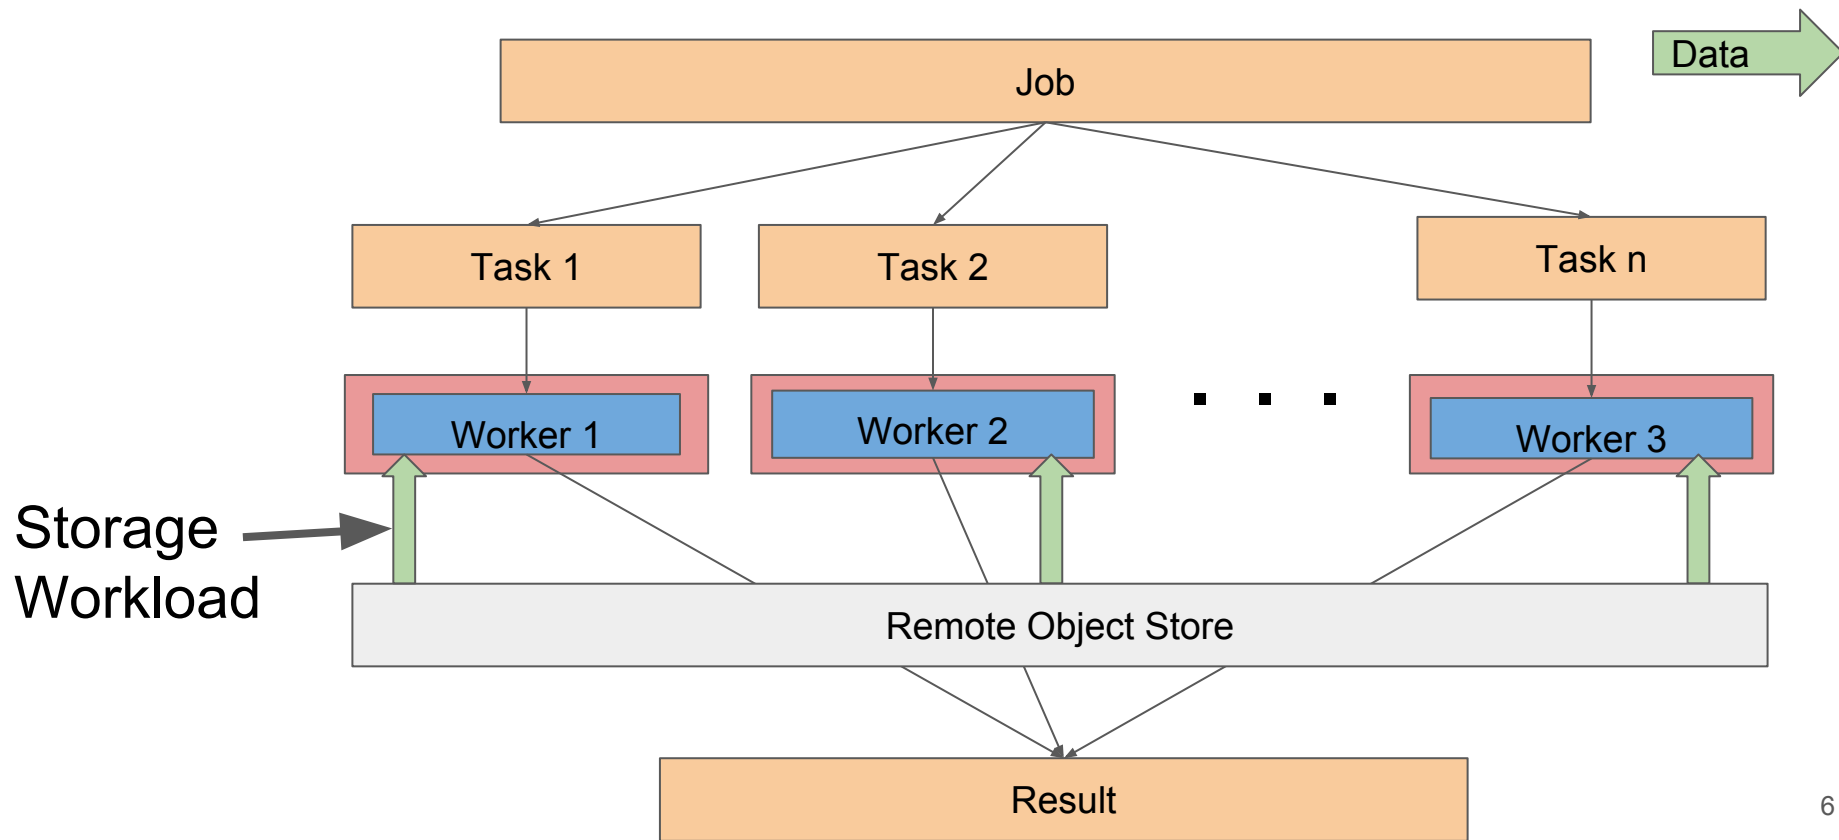 Job
Data
Task 1
Task 2
Task n
Worker 1
Worker 2
Worker 3
Storage
Workload
Remote Object Store
Result
6